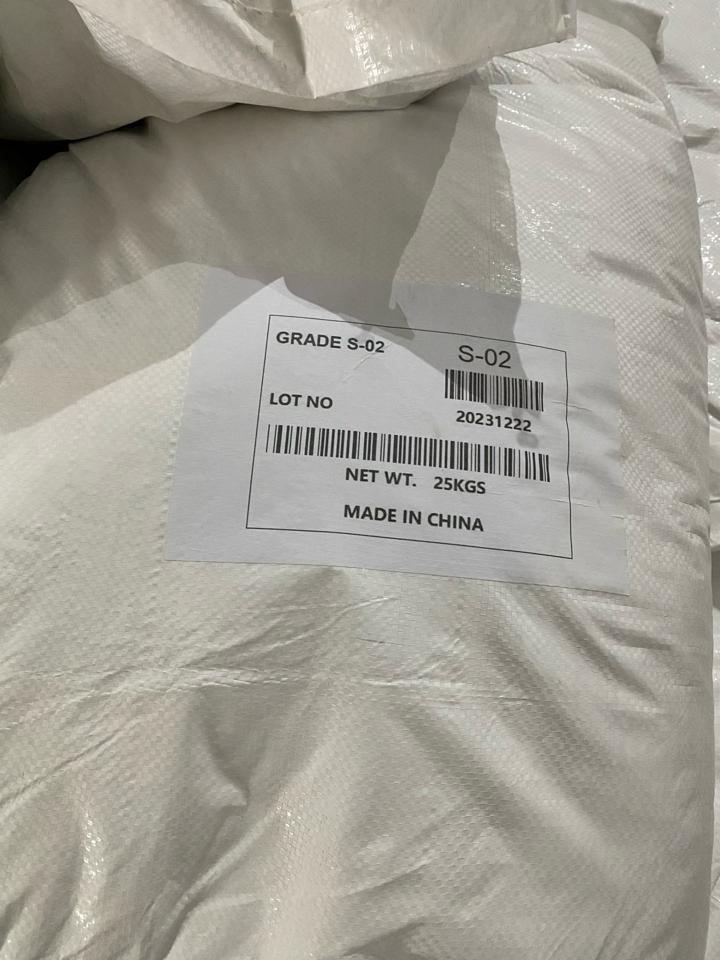 GRADE S-02
S-02
LOT NO
20231222
NET WT. 25KGS
MADE IN CHINA